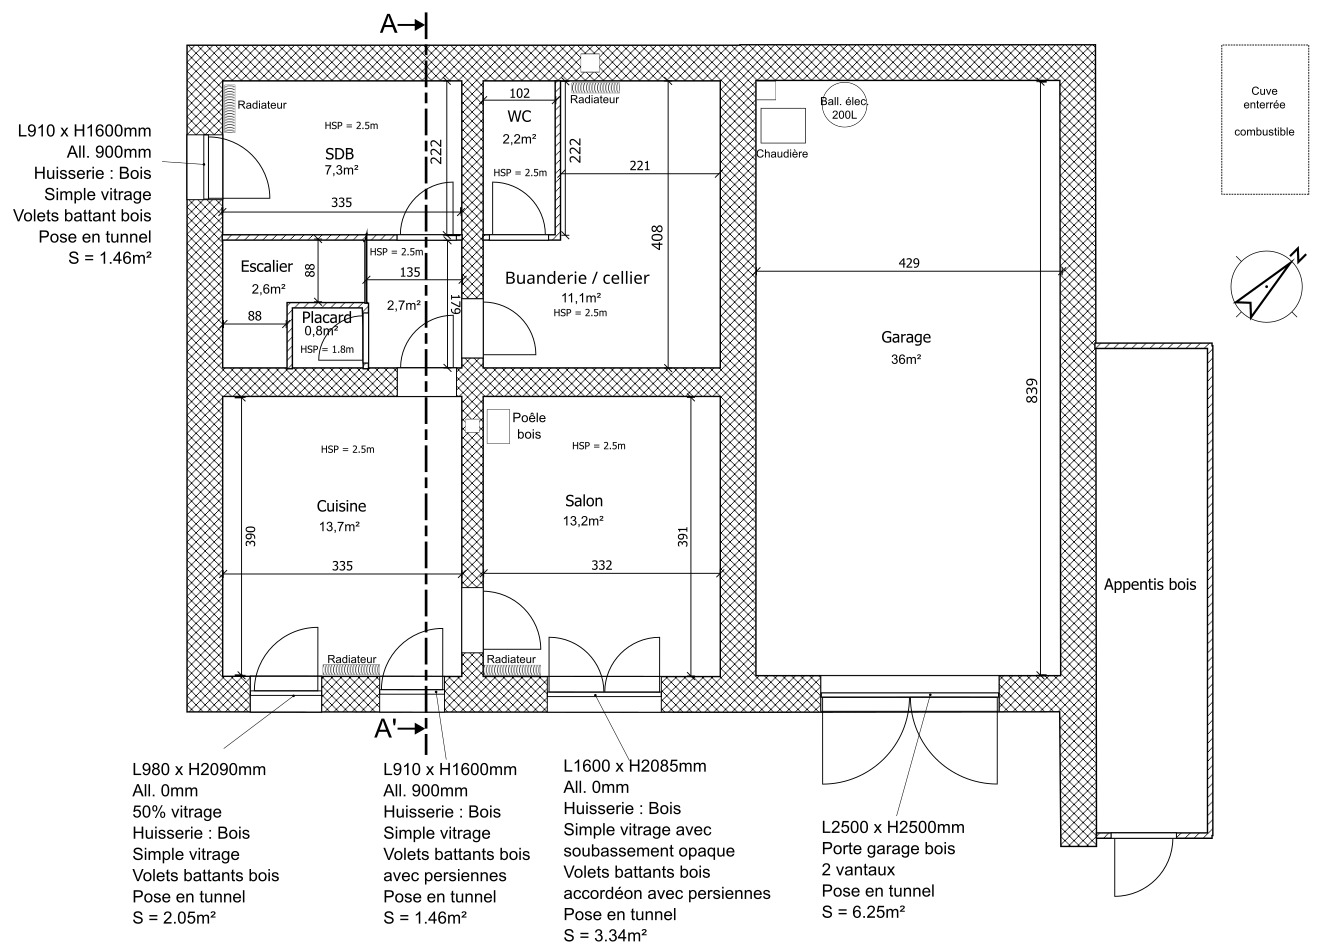 A
Radiateur
HSP = 2.5m
SDB
7,3m²
222
335
L910 x H1600mm
All. 900mm
Huisserie : Bois
Simple vitrage
Volets battant bois
Pose en tunnel
S = 1.46m²
102
WC
2,2m²
HSP = 2.5m
222
Radiateur
221
408
Ball. élec.
200L
Chaudière
Cuve
enterrée
combustible
N
Escalier
2,6m²
88
88
Placard
0,8m²
HSP = 1.8m
HSP = 2.5m
135
2,7m²
179
Buanderie / cellier
11,1m²
HSP = 2.5m
429
Garage
36m²
839
HSP = 2.5m
Cuisine
13,7m²
390
335
Radiateur
Poêle
bois
HSP = 2.5m
Salon
13,2m²
391
332
Radiateur
Appentis bois
A'
L980 x H2090mm
All. 0mm
50% vitrage
Huisserie : Bois
Simple vitrage
Volets battants bois
Pose en tunnel
S = 2.05m²
L910 x H1600mm
All. 900mm
Huisserie : Bois
Simple vitrage
Volets battants bois
avec persiennes
Pose en tunnel
S = 1.46m²
L1600 x H2085mm
All. 0mm
Huisserie : Bois
Simple vitrage avec
soubassement opaque
Volets battants bois
accordéon avec persiennes
Pose en tunnel
S = 3.34m²
L2500 x H2500mm
Porte garage bois
2 vantaux
Pose en tunnel
S = 6.25m²